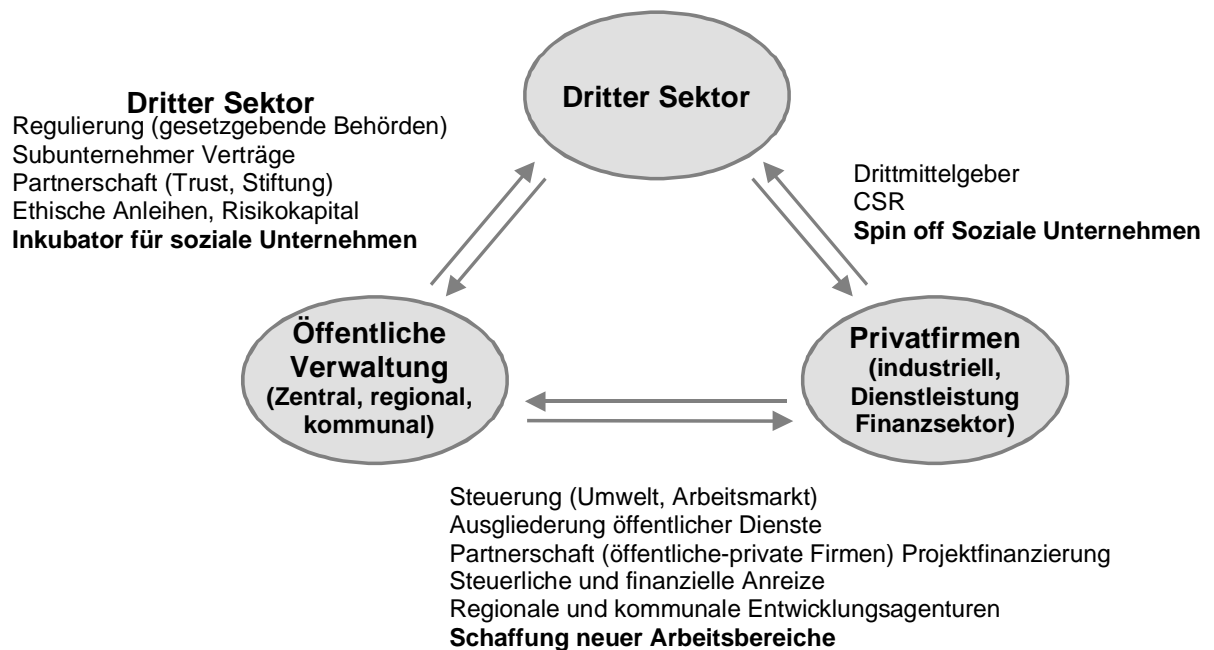 Dritter Sektor
Dritter Sektor
Regulierung (gesetzgebende Behörden)
Subunternehmer Verträge
Partnerschaft (Trust, Stiftung)
Ethische Anleihen, Risikokapital
Inkubator für soziale Unternehmen
Drittmittelgeber
CSR
Spin off Soziale Unternehmen
Öffentliche
Verwaltung
(Zentral, regional,
kommunal)
Privatfirmen
(industriell,
Dienstleistung
Finanzsektor)
Steuerung (Umwelt, Arbeitsmarkt)
Ausgliederung öffentlicher Dienste
Partnerschaft (öffentliche-private Firmen) Projektfinanzierung
Steuerliche und finanzielle Anreize
Regionale und kommunale Entwicklungsagenturen
Schaffung neuer Arbeitsbereiche